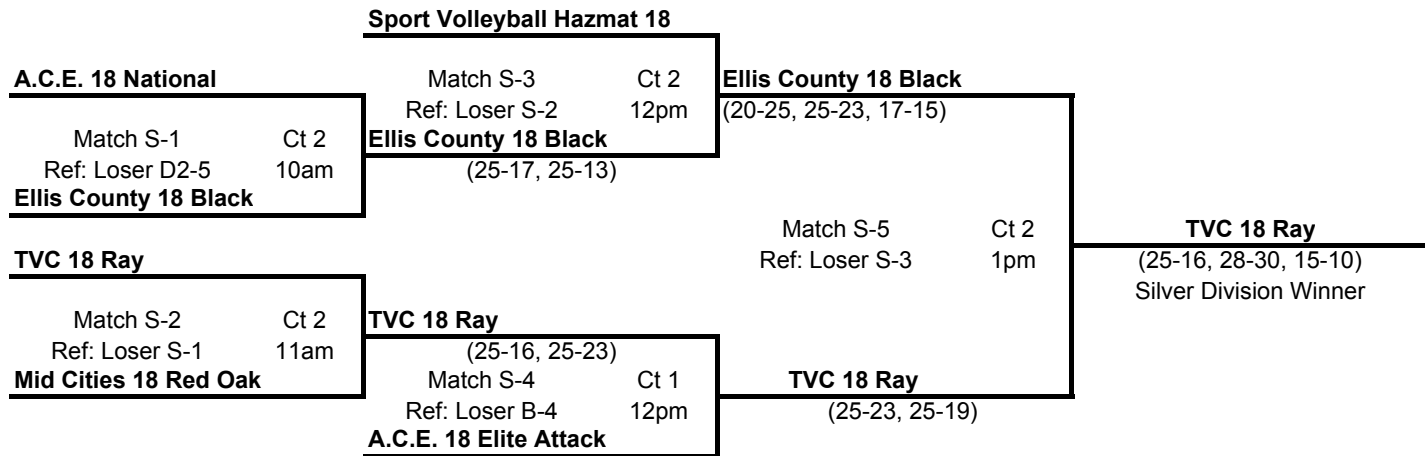 Sport Volleyball Hazmat 18
A.C.E. 18 National
Match S-3 Ct 2
Ellis County 18 Black
Ref: Loser S-2 12pm
(20-25, 25-23, 17-15)
Match S-1 Ct 2
Ellis County 18 Black
Ref: Loser D2-5 10am
(25-17, 25-13)
Ellis County 18 Black
Match S-5 Ct 2
TVC 18 Ray
TVC 18 Ray
Ref: Loser S-3 1pm
(25-16, 28-30, 15-10)
Silver Division Winner
Match S-2 Ct 2
TVC 18 Ray
Ref: Loser S-1 11am
(25-16, 25-23)
Mid Cities 18 Red Oak
Match S-4 Ct 1
TVC 18 Ray
Ref: Loser B-4 12pm
(25-23, 25-19)
A.C.E. 18 Elite Attack